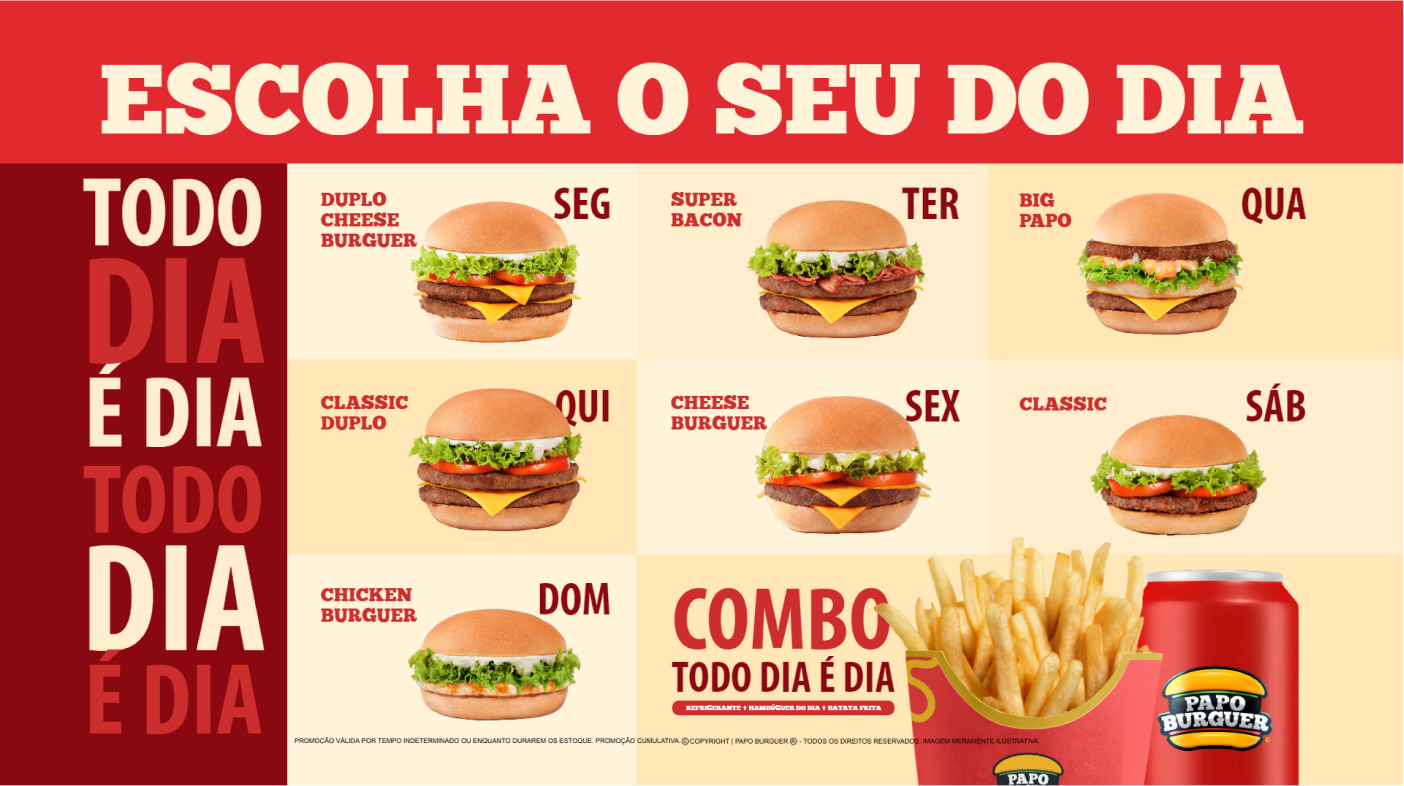 ESCOLHA O SEU DO DIA
TODO
DIA
É DIA
TODO
DIA
É DIA
DUPLO
CHEESE
BURGUER
SEG
SUPER
BACON
TER
BIG
PAPO
QUA
CLASSIC
DUPLO
QUI
CHEESE
BURGUER
SEX
CLASSIC
SÁB
CHICKEN
BURGUER
DOM
COMBO
TODO DIA É DIA
REFRIGERANTE + HAMBÚGUER DO DIA + BATATA FRITA
PAPO
BURGUER
PROMOÇÃO VÁLIDA POR TEMPO INDETERMINADO OU ENQUANTO DURAREM OS ESTOQUE. PROMOÇÃO CUMULATIVA. © COPYRIGHT | PAPO BURGUER ® - TODOS OS DIREITOS RESERVADOS. IMAGEM MERAMENTE ILUSTRATIVA.
PAPO